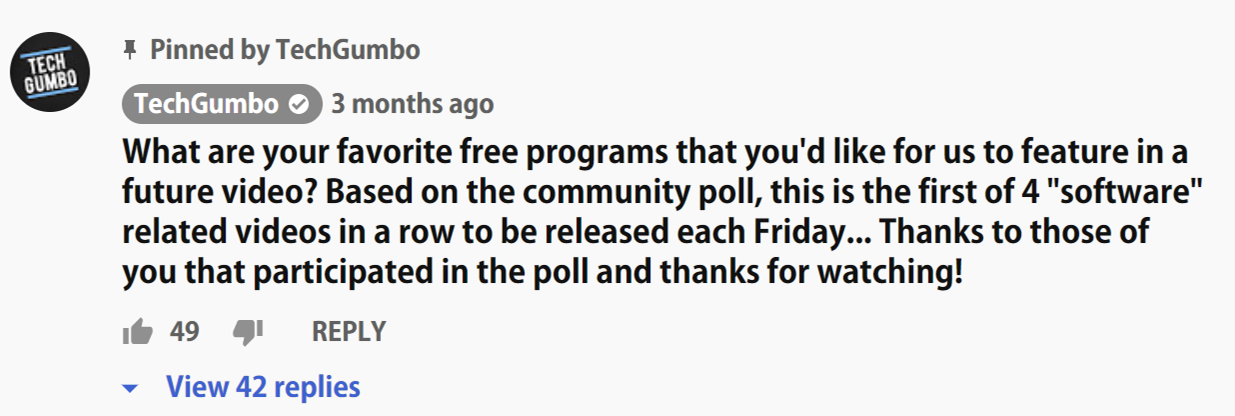 TECH
GUMBO
Pinned by TechGumbo
TechGumbo 3 months ago
What are your favorite free programs that you'd like for us to feature in a
future video? Based on the community poll, this is the first of 4 "software"
related videos in a row to be released each Friday... Thanks to those of
you that participated in the poll and thanks for watching!
49 REPLY
View 42 replies